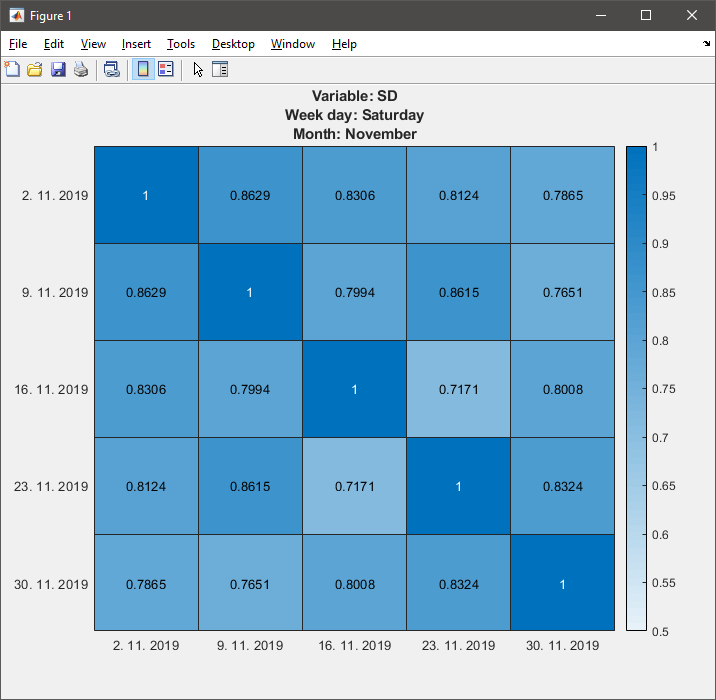 Figure 1
File Edit View Insert Tools Desktop Window Help
Variable: SD
Week day: Saturday
Month: November
2. 11. 2019 1 0.8629 0.8306 0.8124 0.7865
9. 11. 2019 0.8629 1 0.7994 0.8615 0.7651
16. 11. 2019 0.8306 0.7994 1 0.7171 0.8008
23. 11. 2019 0.8124 0.8615 0.7171 1 0.8324
30. 11. 2019 0.7865 0.7651 0.8008 0.8324 1
2. 11. 2019 9. 11. 2019 16. 11. 2019 23. 11. 2019 30. 11. 2019
1
0.95
0.9
0.85
0.8
0.75
0.7
0.65
0.6
0.55
0.5